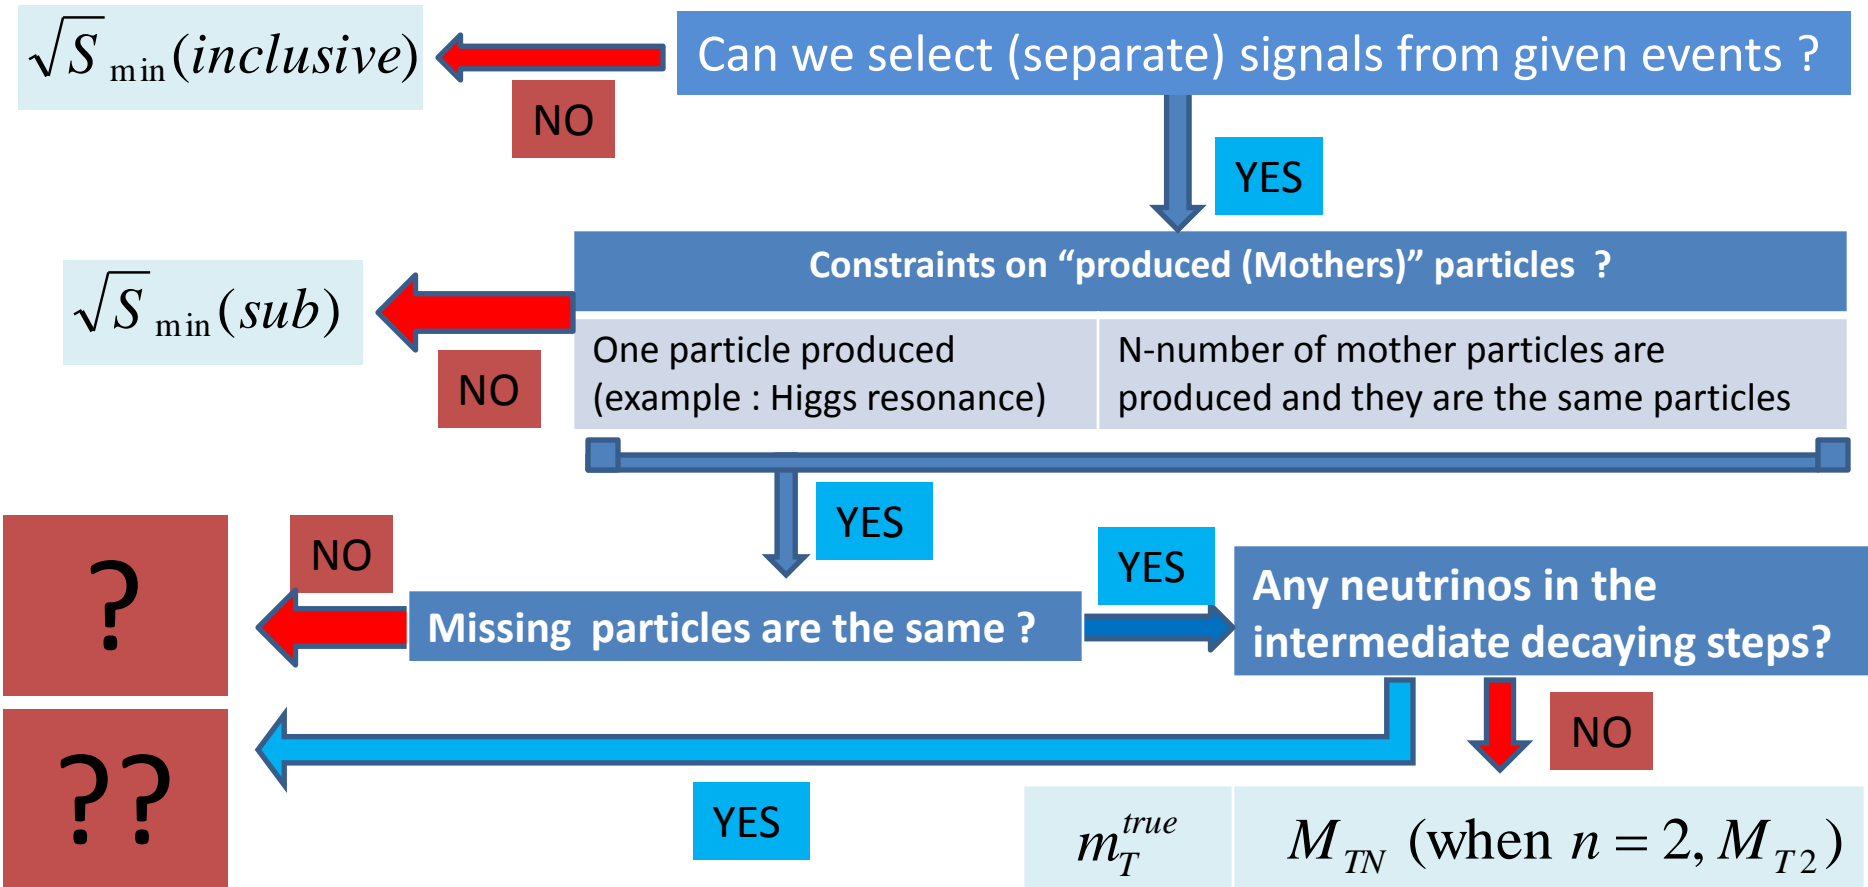 √S min (inclusive)
Can we select (separate) signals from given events ?
NO
YES
Constraints on “produced (Mothers)” particles ?
√S min (sub)
NO
One particle produced
(example : Higgs resonance)
N-number of mother particles are
produced and they are the same particles
YES
?
NO
Missing particles are the same ?
YES
Any neutrinos in the
intermediate decaying steps?
??
YES
NO
m_T^true
M_TN (when n = 2, M_T2)